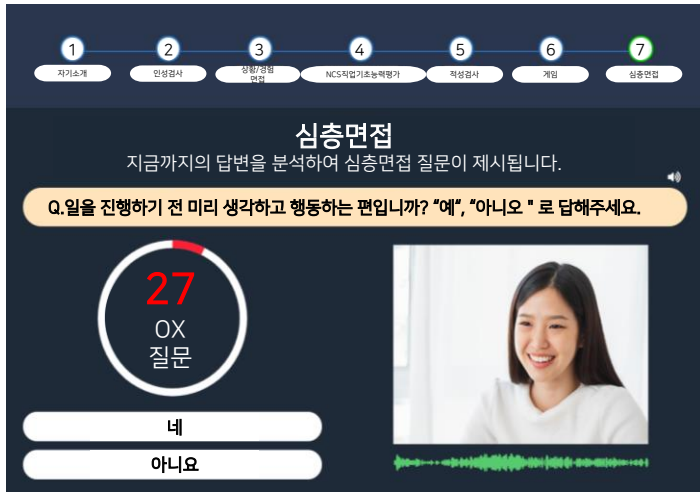 1
2
3
4
5
6
7
자기소개
인성검사
상황/경험
면접
NCS직업기초능력평가
적성검사
게임
심층면접
심층면접
지금까지의 답변을 분석하여 심층면접 질문이 제시됩니다.
Q.일을 진행하기 전 미리 생각하고 행동하는 편입니까? “예“, “아니오 " 로 답해주세요.
27
OX
질문
네
아니요